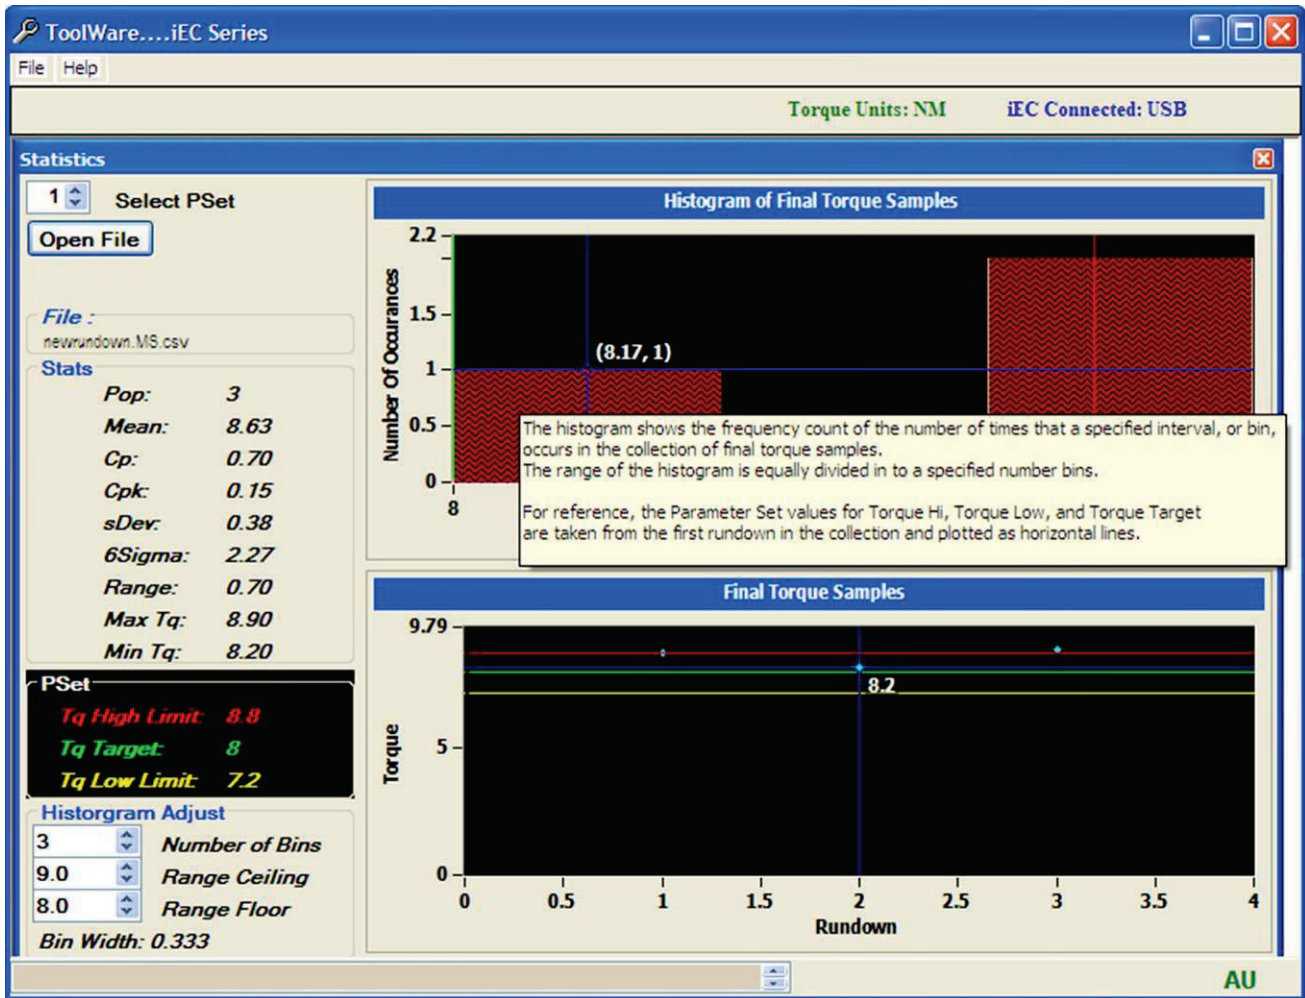 ToolWare....iEC Series
File Help
Torque Units: NM iEC Connected: USB
Statistics
1 Select PSet
Open File
File :
newrundown.MS.csv
Stats
Pop: 3
Mean: 8.63
Cp: 0.70
Cpk: 0.15
sDev: 0.38
6Sigma: 2.27
Range: 0.70
Max Tq: 8.90
Min Tq: 8.20
PSet
Tq High Limit: 8.8
Tq Target: 8
Tq Low Limit: 7.2
Historgram Adjust
3 Number of Bins
9.0 Range Ceiling
8.0 Range Floor
Bin Width: 0.333
Histogram of Final Torque Samples
Number Of Occurances
2.2
1.5
1
0.5
0
8
(8.17, 1)
The histogram shows the frequency count of the number of times that a specified interval, or bin,
occurs in the collection of final torque samples.
The range of the histogram is equally divided in to a specified number bins.
For reference, the Parameter Set values for Torque Hi, Torque Low, and Torque Target
are taken from the first rundown in the collection and plotted as horizontal lines.
Final Torque Samples
Torque
9.79
5
0
8.2
0 0.5 1 1.5 2 2.5 3 3.5 4
Rundown
AU